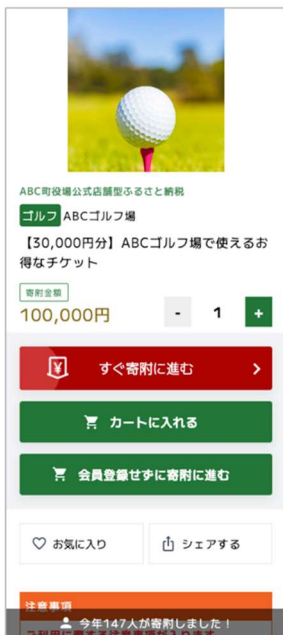 ABC町役場公式店舗型ふるさと納税
ゴルフ ABCゴルフ場
【30,000円分】ABCゴルフ場で使えるお
得なチケット
寄附金額
100,000円 - 1 +
すぐ寄附に進む
カートに入れる
会員登録せずに寄附に進む
お気に入り シェアする
注意事項
今年147人が寄附しました！